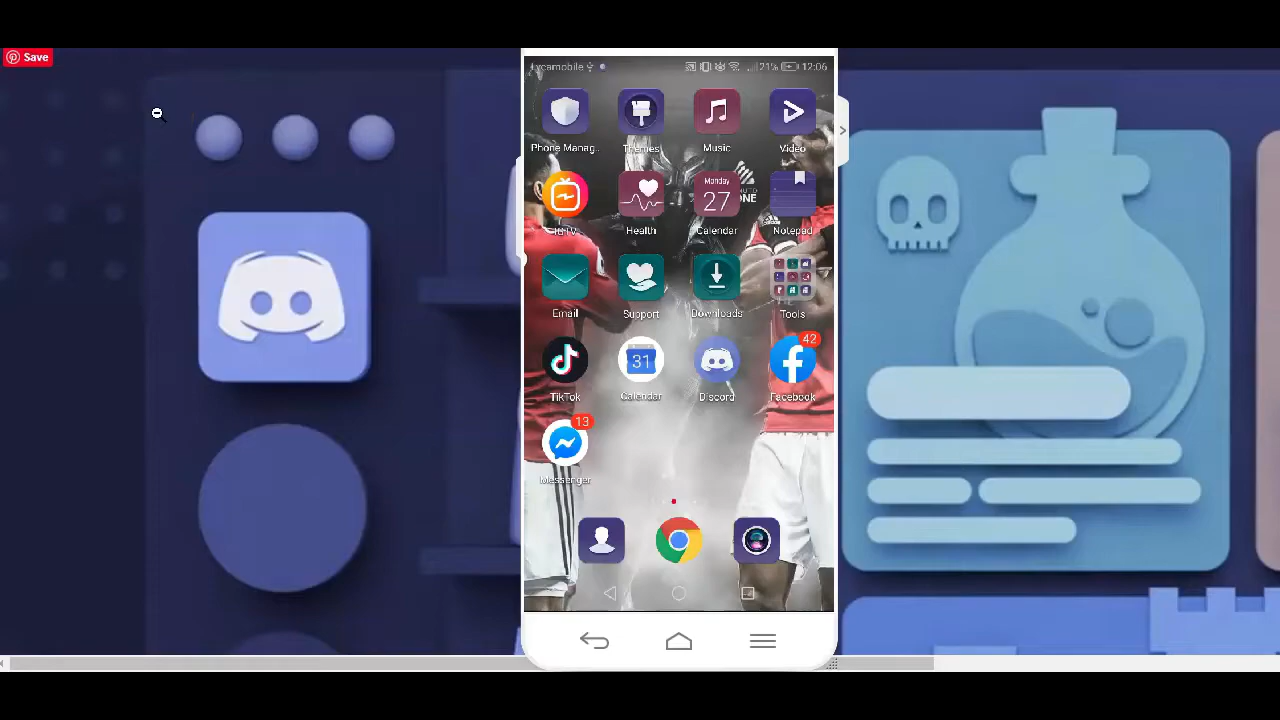 Save
21% 12:06
Phone Manag.. Themes Music Video
Monday
27
Health Calendar Notepad
Email Support Downloads Tools
42
31
TikTok Calendar Discord Facebook
13
Messenger